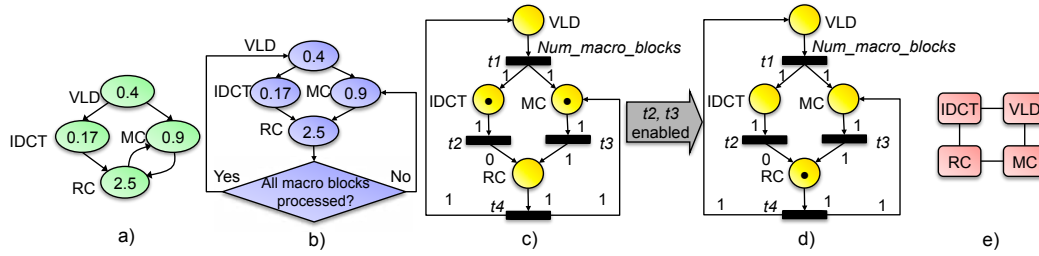 VLD
0.4
IDCT
0.17
MC
0.9
RC
2.5
a)
VLD
0.4
IDCT
0.17
MC
0.9
RC
2.5
Yes
All macro blocks
processed?
No
b)
VLD
Num_macro_blocks
t1
1 1
IDCT
MC
1 1
t2
t3
0 1
RC
1 1 1
t4
c)
t2, t3
enabled
VLD
Num_macro_blocks
t1
1 1
IDCT
MC
1 1
t2
t3
0 1
RC
1 1 1
t4
d)
IDCT VLD
RC MC
e)